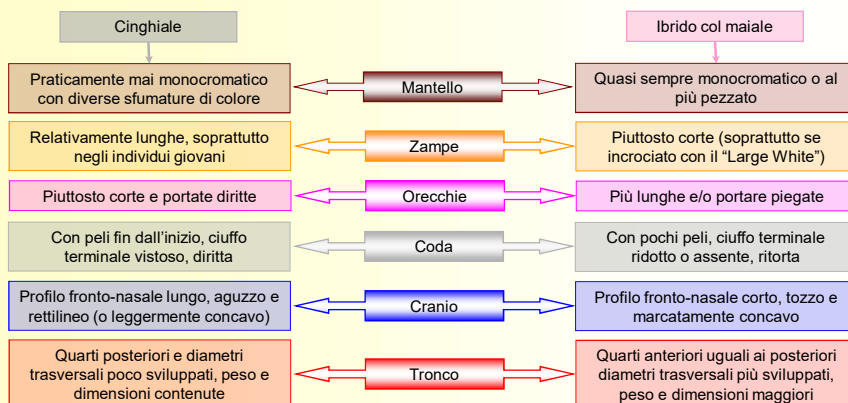 Cinghiale
Ibrido col maiale
Praticamente mai monocromatico
con diverse sfumature di colore
Mantello
Quasi sempre monocromatico o al
più pezzato
Relativamente lunghe, soprattutto
negli individui giovani
Zampe
Piuttosto corte (soprattutto se
incrociato con il “Large White”)
Piuttosto corte e portate diritte
Orecchie
Più lunghe e/o portare piegate
Con peli fin dall’inizio, ciuffo
terminale vistoso, diritta
Coda
Con pochi peli, ciuffo terminale
ridotto o assente, ritorta
Profilo fronto-nasale lungo, aguzzo e
rettilineo (o leggermente concavo)
Cranio
Profilo fronto-nasale corto, tozzo e
marcatamente concavo
Quarti posteriori e diametri
trasversali poco sviluppati, peso e
dimensioni contenute
Tronco
Quarti anteriori uguali ai posteriori
diametri trasversali più sviluppati,
peso e dimensioni maggiori